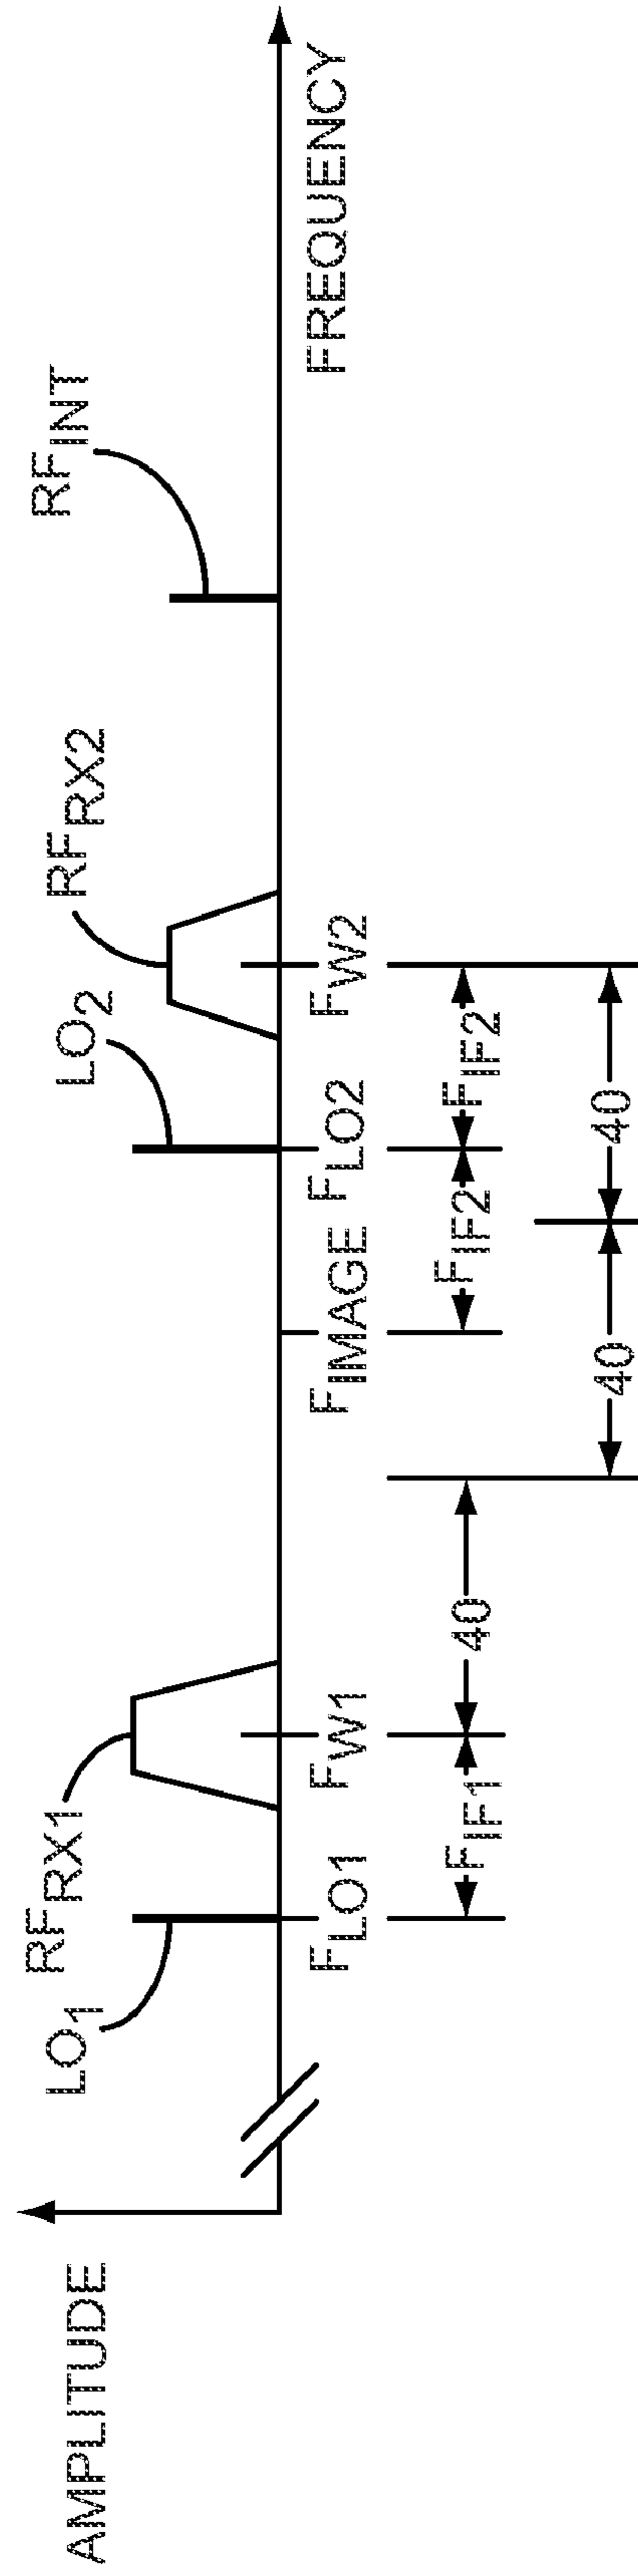 AMPLITUDE
LO1
RFRX1
LO2
RFRX2
RFINT
FLO1
FW1
FIMAGE
FLO2
FW2
FREQUENCY
FIF1
40
FIF2
FIF2
40
40